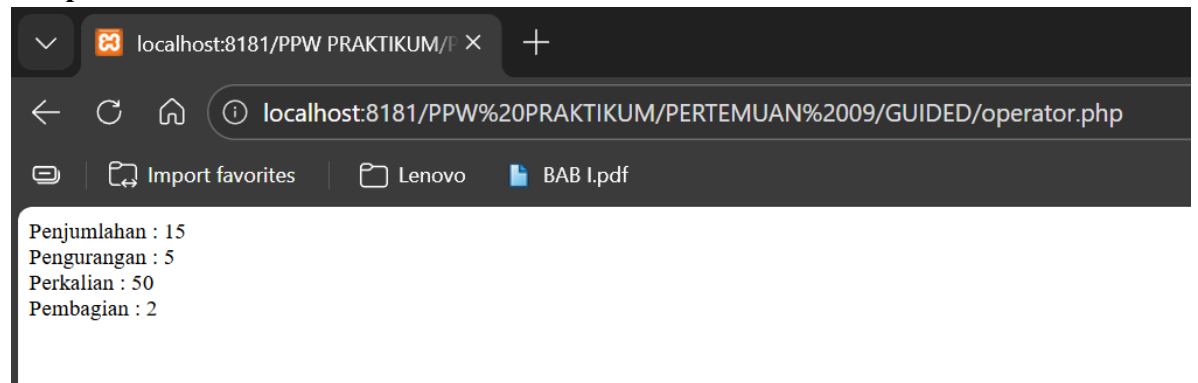 localhost:8181/PPW PRAKTIKUM/P
localhost:8181/PPW%20PRAKTIKUM/PERTEMUAN%2009/GUIDED/operator.php
Import favorites Lenovo BAB I.pdf
Penjumlahan : 15
Pengurangan : 5
Perkalian : 50
Pembagian : 2